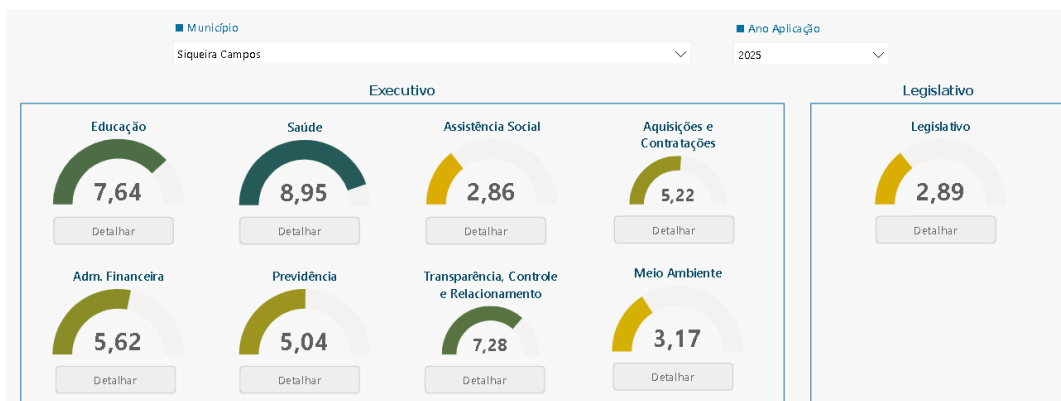 Município
Ano Aplicação
Siqueira Campos
2025
Executivo
Legislativo
Educação
Saúde
Assistência Social
Aquisições e
Contratações
Legislativo
7,64
8,95
2,86
5,22
2,89
Detalhar
Detalhar
Detalhar
Detalhar
Detalhar
Adm. Financeira
Previdência
Transparência, Controle
e Relacionamento
Meio Ambiente
5,62
5,04
7,28
3,17
Detalhar
Detalhar
Detalhar
Detalhar